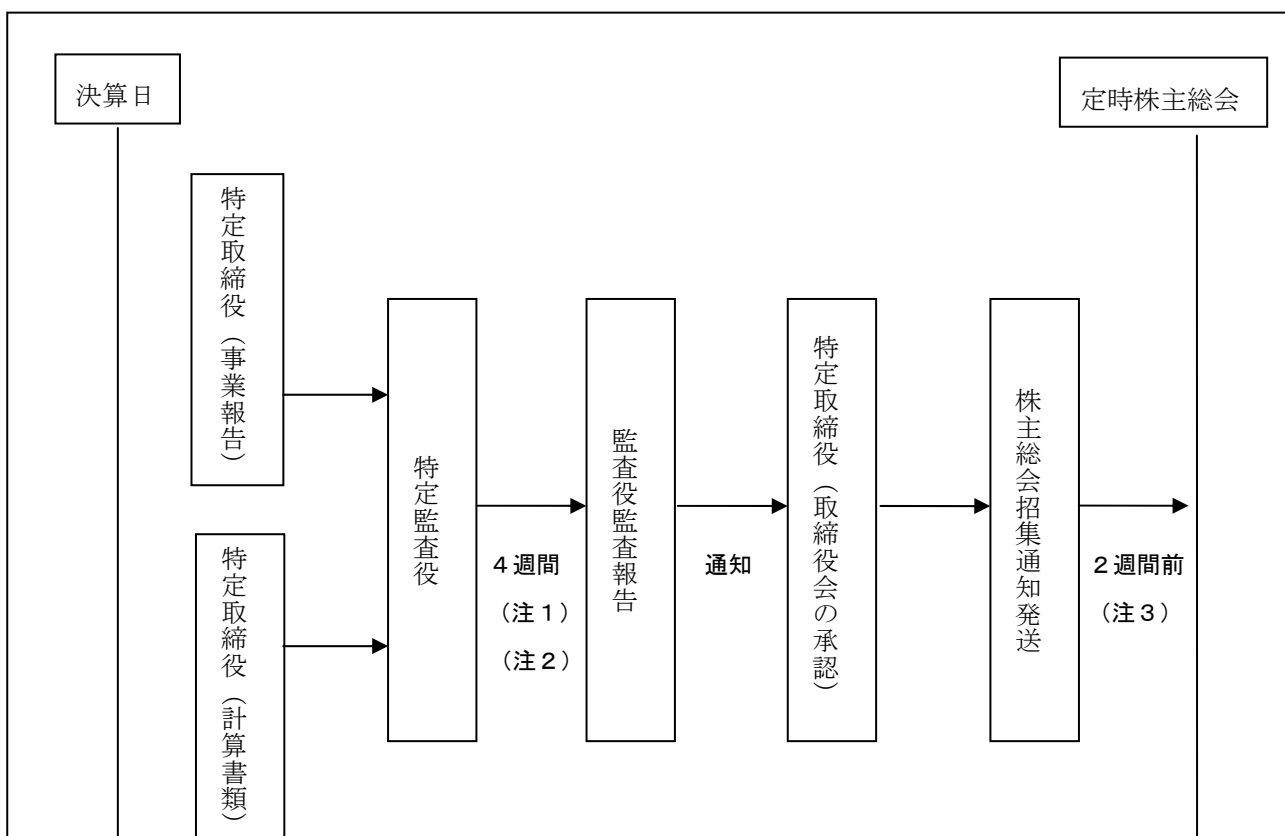 決算日
定時株主総会
特定取締役（事業報告）
特定取締役（計算書類）
特定監査役
４週間
（注１）
（注２）
監査役監査報告
通知
特定取締役（取締役会の承認）
株主総会招集通知発送
２週間前
（注３）